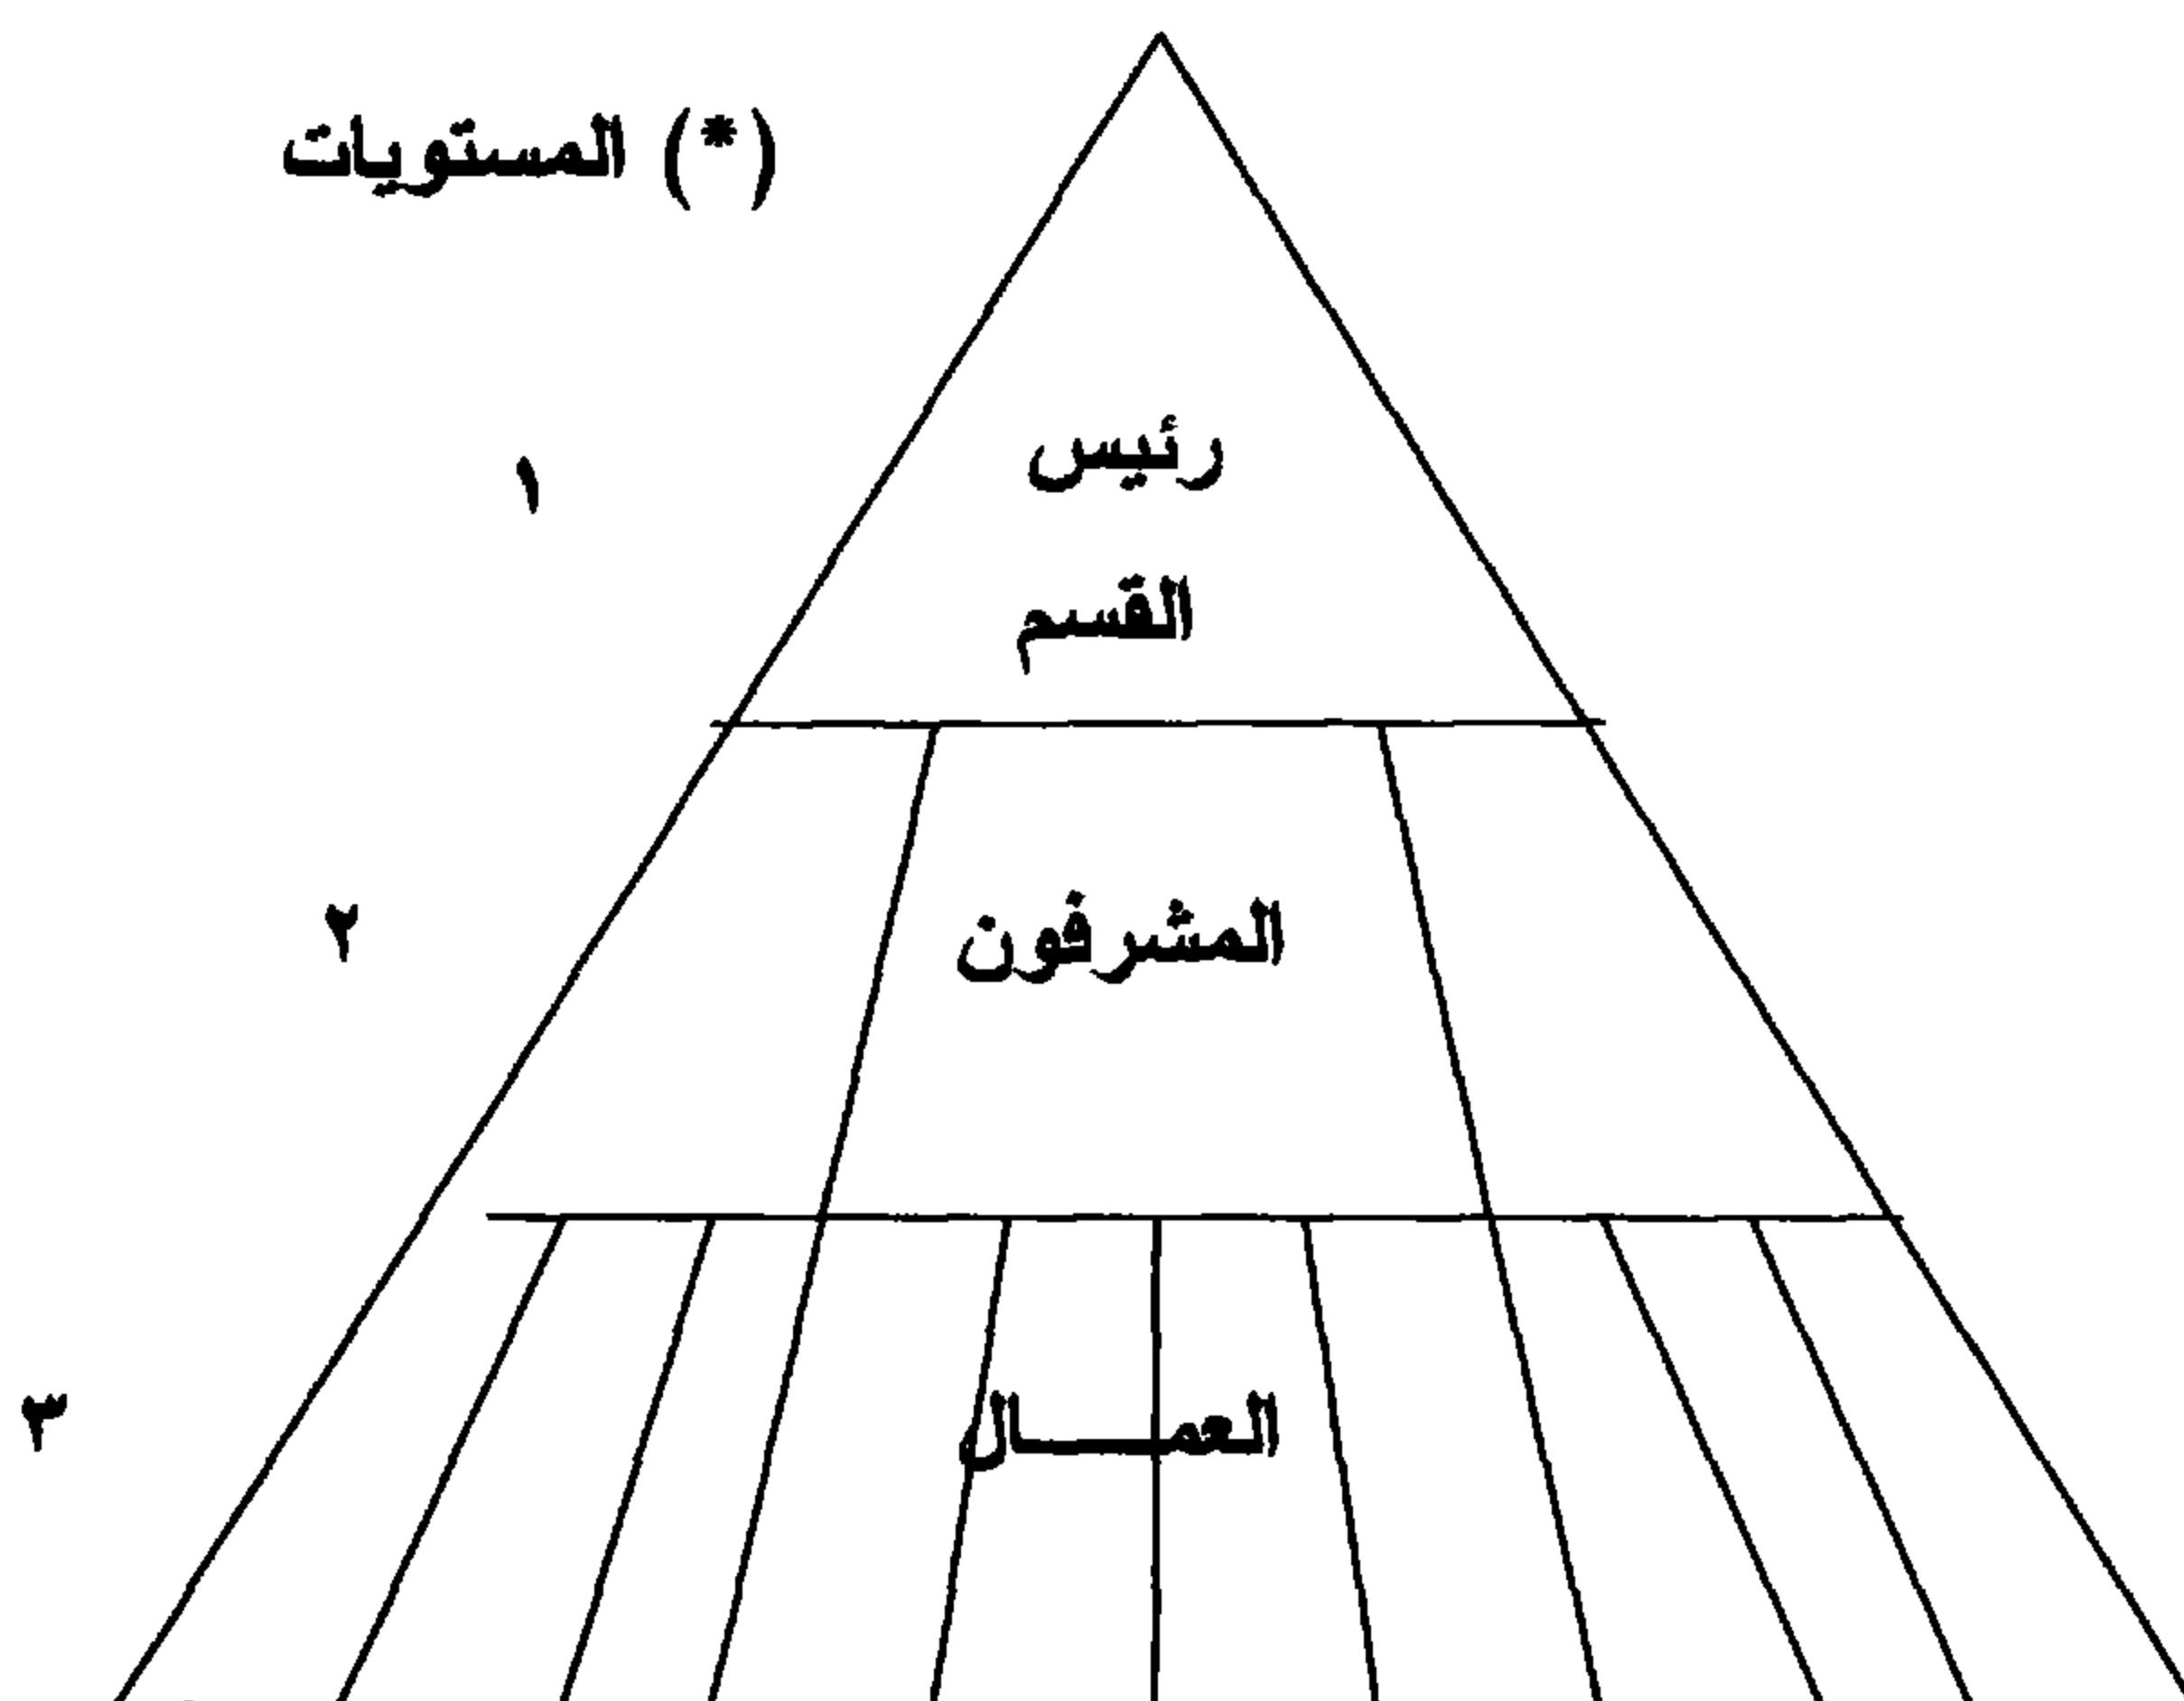 (*) المستويات
رئيس
١
القسم
المشرفون
٢
العمـــال
٣